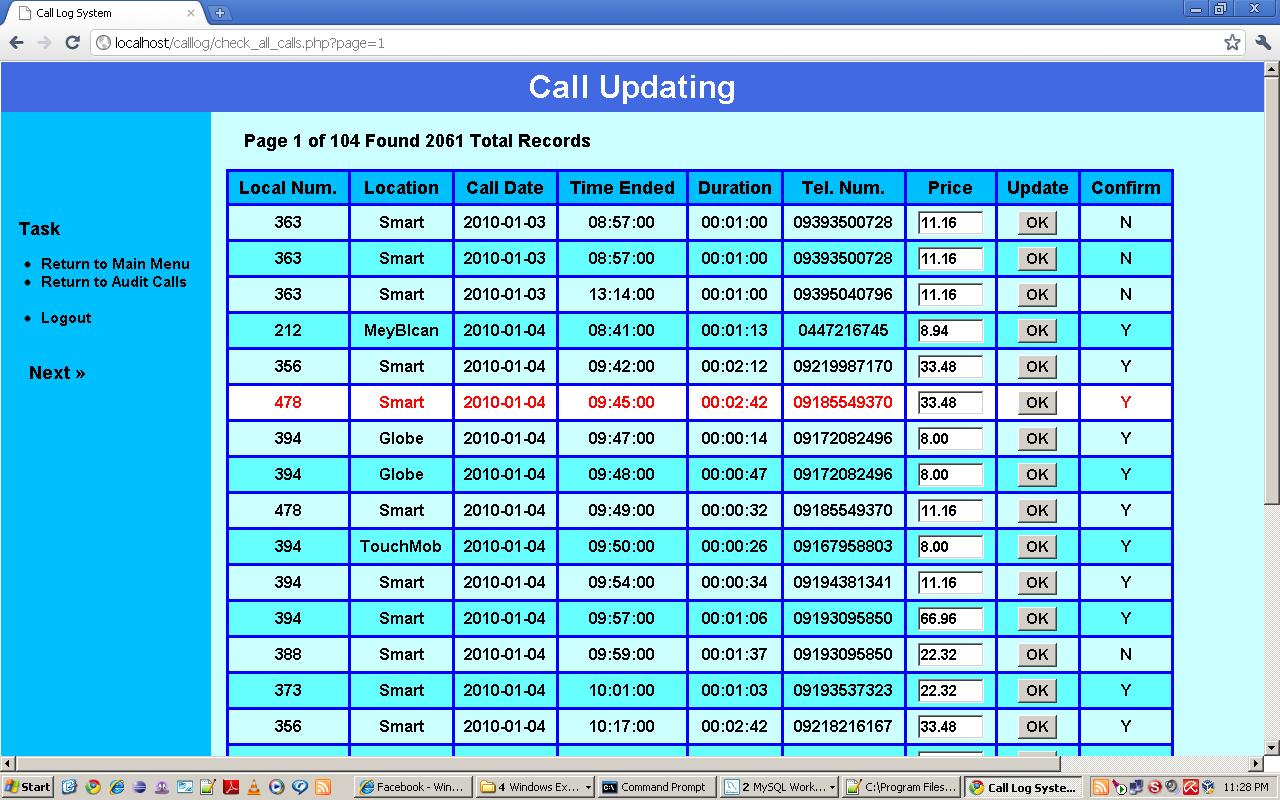 Call Log System
localhost/calllog/check_all_calls.php?page=1
Call Updating
Page 1 of 104 Found 2061 Total Records
Task
Return to Main Menu
Return to Audit Calls
Logout
Next »
Local Num. Location Call Date Time Ended Duration Tel. Num. Price Update Confirm
363 Smart 2010-01-03 08:57:00 00:01:00 09393500728 11.16 OK N
363 Smart 2010-01-03 08:57:00 00:01:00 09393500728 11.16 OK N
363 Smart 2010-01-03 13:14:00 00:01:00 09395040796 11.16 OK N
212 MeyBlcan 2010-01-04 08:41:00 00:01:13 0447216745 8.94 OK Y
356 Smart 2010-01-04 09:42:00 00:02:12 09219987170 33.48 OK Y
478 Smart 2010-01-04 09:45:00 00:02:42 09185549370 33.48 OK Y
394 Globe 2010-01-04 09:47:00 00:00:14 09172082496 8.00 OK Y
394 Globe 2010-01-04 09:48:00 00:00:47 09172082496 8.00 OK Y
478 Smart 2010-01-04 09:49:00 00:00:32 09185549370 11.16 OK Y
394 TouchMob 2010-01-04 09:50:00 00:00:26 09167958803 8.00 OK Y
394 Smart 2010-01-04 09:54:00 00:00:34 09194381341 11.16 OK Y
394 Smart 2010-01-04 09:57:00 00:01:06 09193095850 66.96 OK Y
388 Smart 2010-01-04 09:59:00 00:01:37 09193095850 22.32 OK N
373 Smart 2010-01-04 10:01:00 00:01:03 09193537323 22.32 OK Y
356 Smart 2010-01-04 10:17:00 00:02:42 09218216167 33.48 OK Y
Start Facebook - Win... 4 Windows Ex... Command Prompt 2 MySQL Work... C:\Program Files... Call Log Syste... 11:28 PM